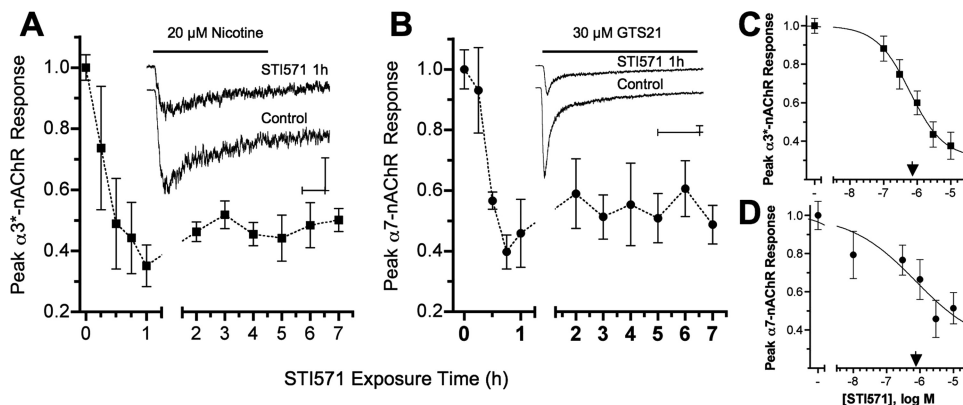 A
20 µM Nicotine
STI571 1h
Control
Peak α3*-nAChR Response
1.0
0.8
0.6
0.4
0.2
0 1 2 3 4 5 6 7
B
30 µM GTS21
STI571 1h
Control
Peak α7-nAChR Response
1.0
0.8
0.6
0.4
0.2
0 1 2 3 4 5 6 7
STI571 Exposure Time (h)
C
Peak α3*-nAChR Response
1.0
0.8
0.6
0.4
- -8 -7 -6 -5
D
Peak α7-nAChR Response
1.0
0.8
0.6
0.4
- -8 -7 -6 -5
[STI571], log M